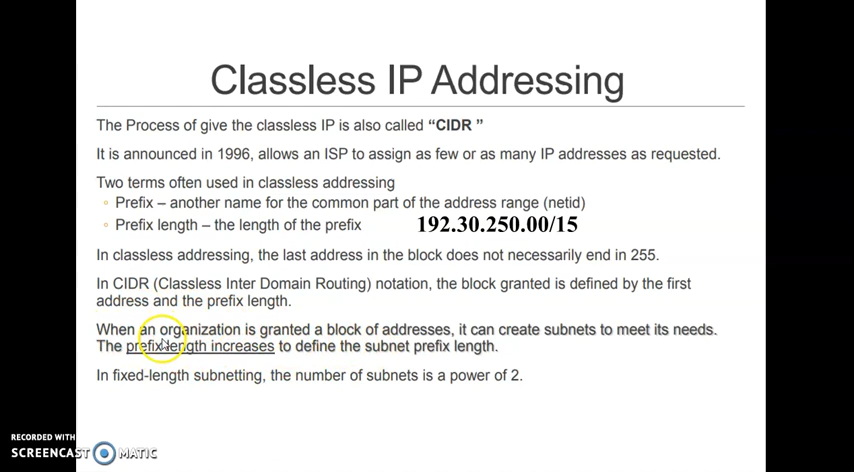 Classless IP Addressing
The Process of give the classless IP is also called “CIDR ”
It is announced in 1996, allows an ISP to assign as few or as many IP addresses as requested.
Two terms often used in classless addressing
◦ Prefix – another name for the common part of the address range (netid)
◦ Prefix length – the length of the prefix 192.30.250.00/15
In classless addressing, the last address in the block does not necessarily end in 255.
In CIDR (Classless Inter Domain Routing) notation, the block granted is defined by the first
address and the prefix length.
When an organization is granted a block of addresses, it can create subnets to meet its needs.
The prefix length increases to define the subnet prefix length.
In fixed-length subnetting, the number of subnets is a power of 2.
RECORDED WITH
SCREENCAST MATIC